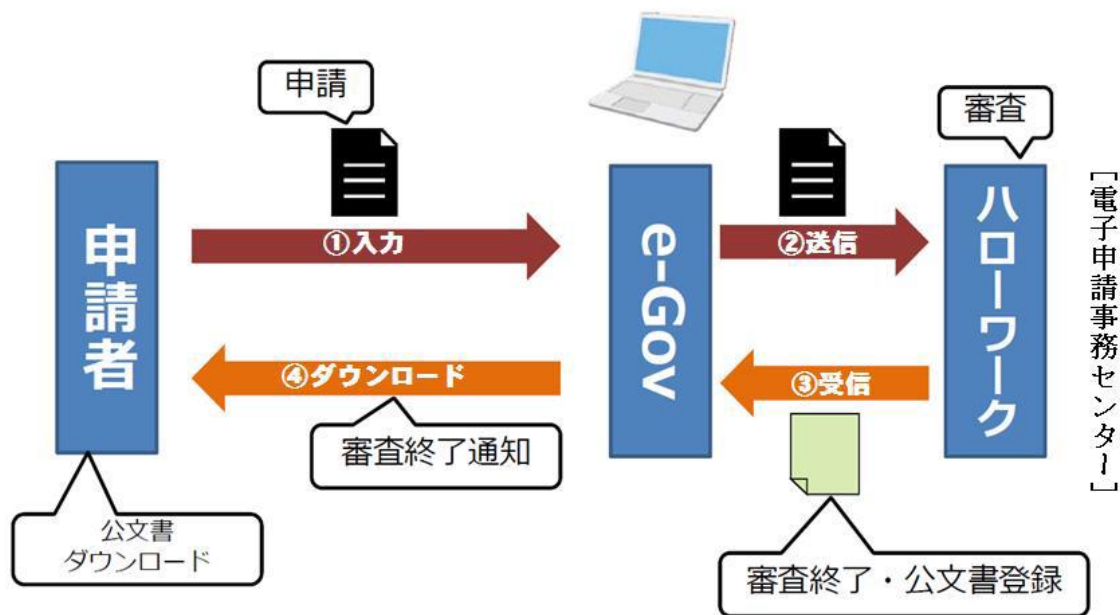 申請
審査
申請者
①入力
e-Gov
②送信
ハローワーク
[電子申請事務センター]
④ダウンロード
③受信
審査終了通知
公文書
ダウンロード
審査終了・公文書登録